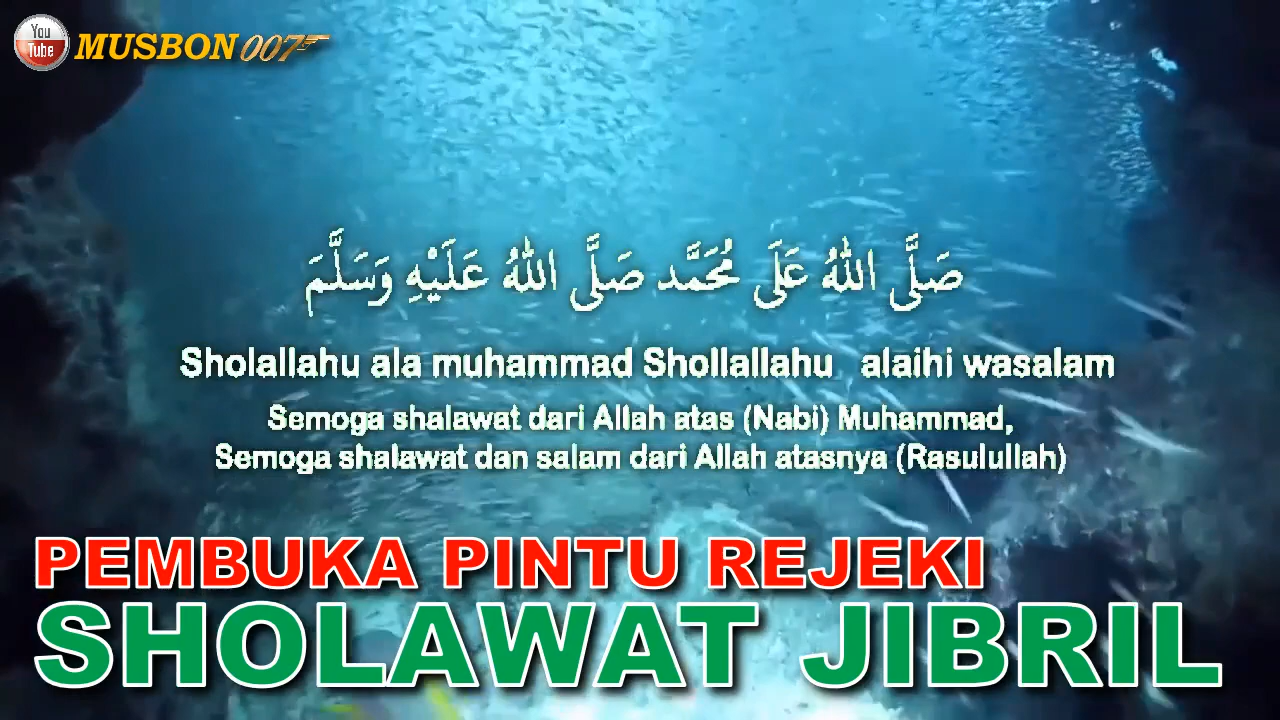 You
Tube
MUSBON 007
صَلَّى اللهُ عَلَى مُحَمَّد صَلَّى اللهُ عَلَيْهِ وَسَلَّمَ
Sholallahu ala muhammad Shollallahu alaihi wasalam
Semoga shalawat dari Allah atas (Nabi) Muhammad,
Semoga shalawat dan salam dari Allah atasnya (Rasulullah)
PEMBUKA PINTU REJEKI
SHOLAWAT JIBRIL